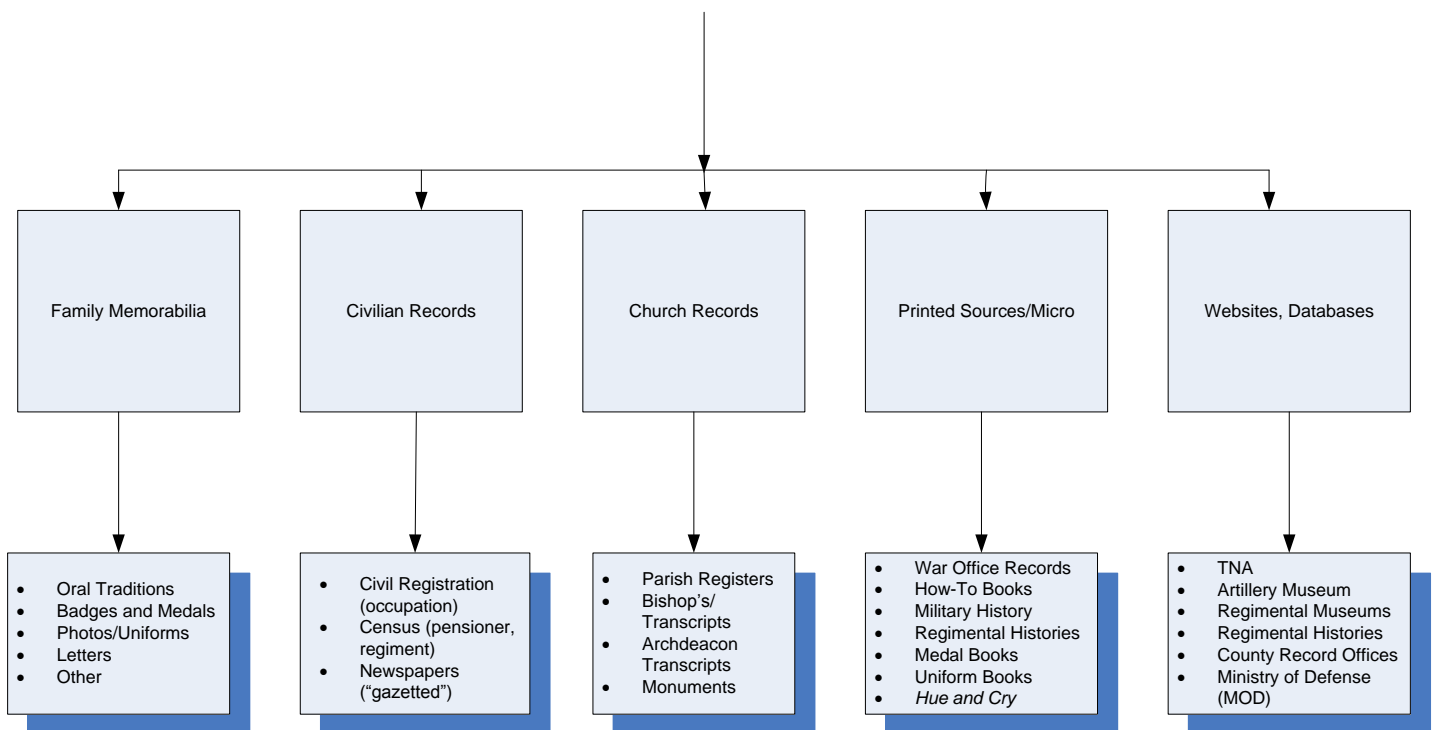 Family Memorabilia
Civilian Records
Church Records
Printed Sources/Micro
Websites, Databases
• Oral Traditions
• Badges and Medals
• Photos/Uniforms
• Letters
• Other
• Civil Registration
(occupation)
• Census (pensioner,
regiment)
• Newspapers
(“gazetted”)
• Parish Registers
• Bishop's/
Transcripts
• Archdeacon
Transcripts
• Monuments
• War Office Records
• How-To Books
• Military History
• Regimental Histories
• Medal Books
• Uniform Books
• Hue and Cry
• TNA
• Artillery Museum
• Regimental Museums
• Regimental Histories
• County Record Offices
• Ministry of Defense
(MOD)